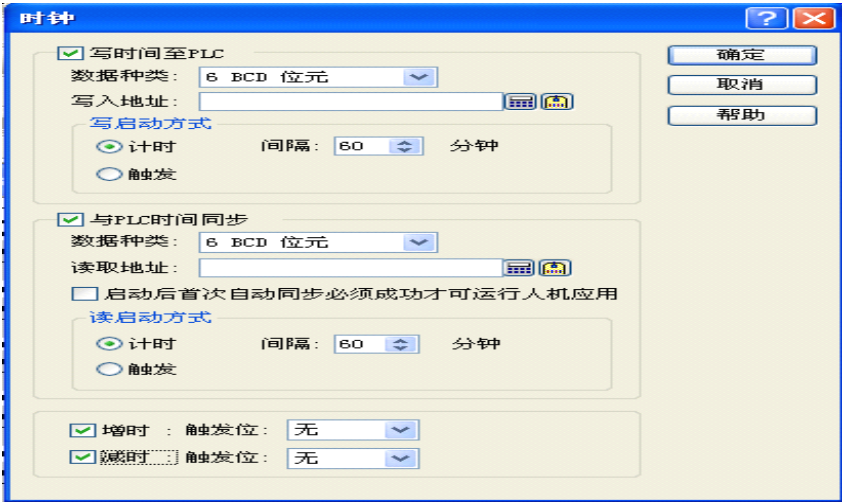 时钟
写时间至PLC
数据种类: 6 BCD 位元
写入地址:
写启动方式
计时 间隔: 60 分钟
触发
与PLC时间同步
数据种类: 6 BCD 位元
读取地址:
启动后首次自动同步必须成功才可运行人机应用
读启动方式
计时 间隔: 60 分钟
触发
增时 : 触发位: 无
减时 : 触发位: 无
确定
取消
帮助